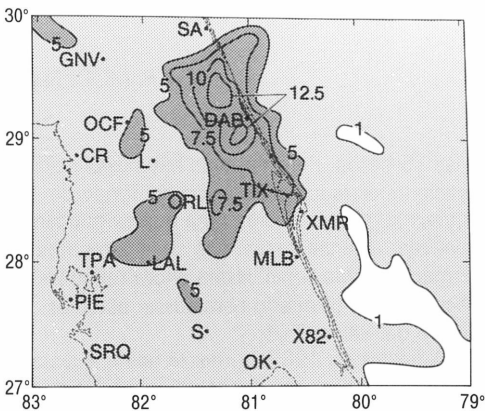 30°
SA
GNV
5
5
10
12.5
OCF
5
DAB
7.5
29°
5
1
CR
L
5
ORL
7.5
TIX
XMR
28°
TPA
LAL
MLB
PIE
5
1
S
X82
SRQ
OK
27°
83°
82°
81°
80°
79°